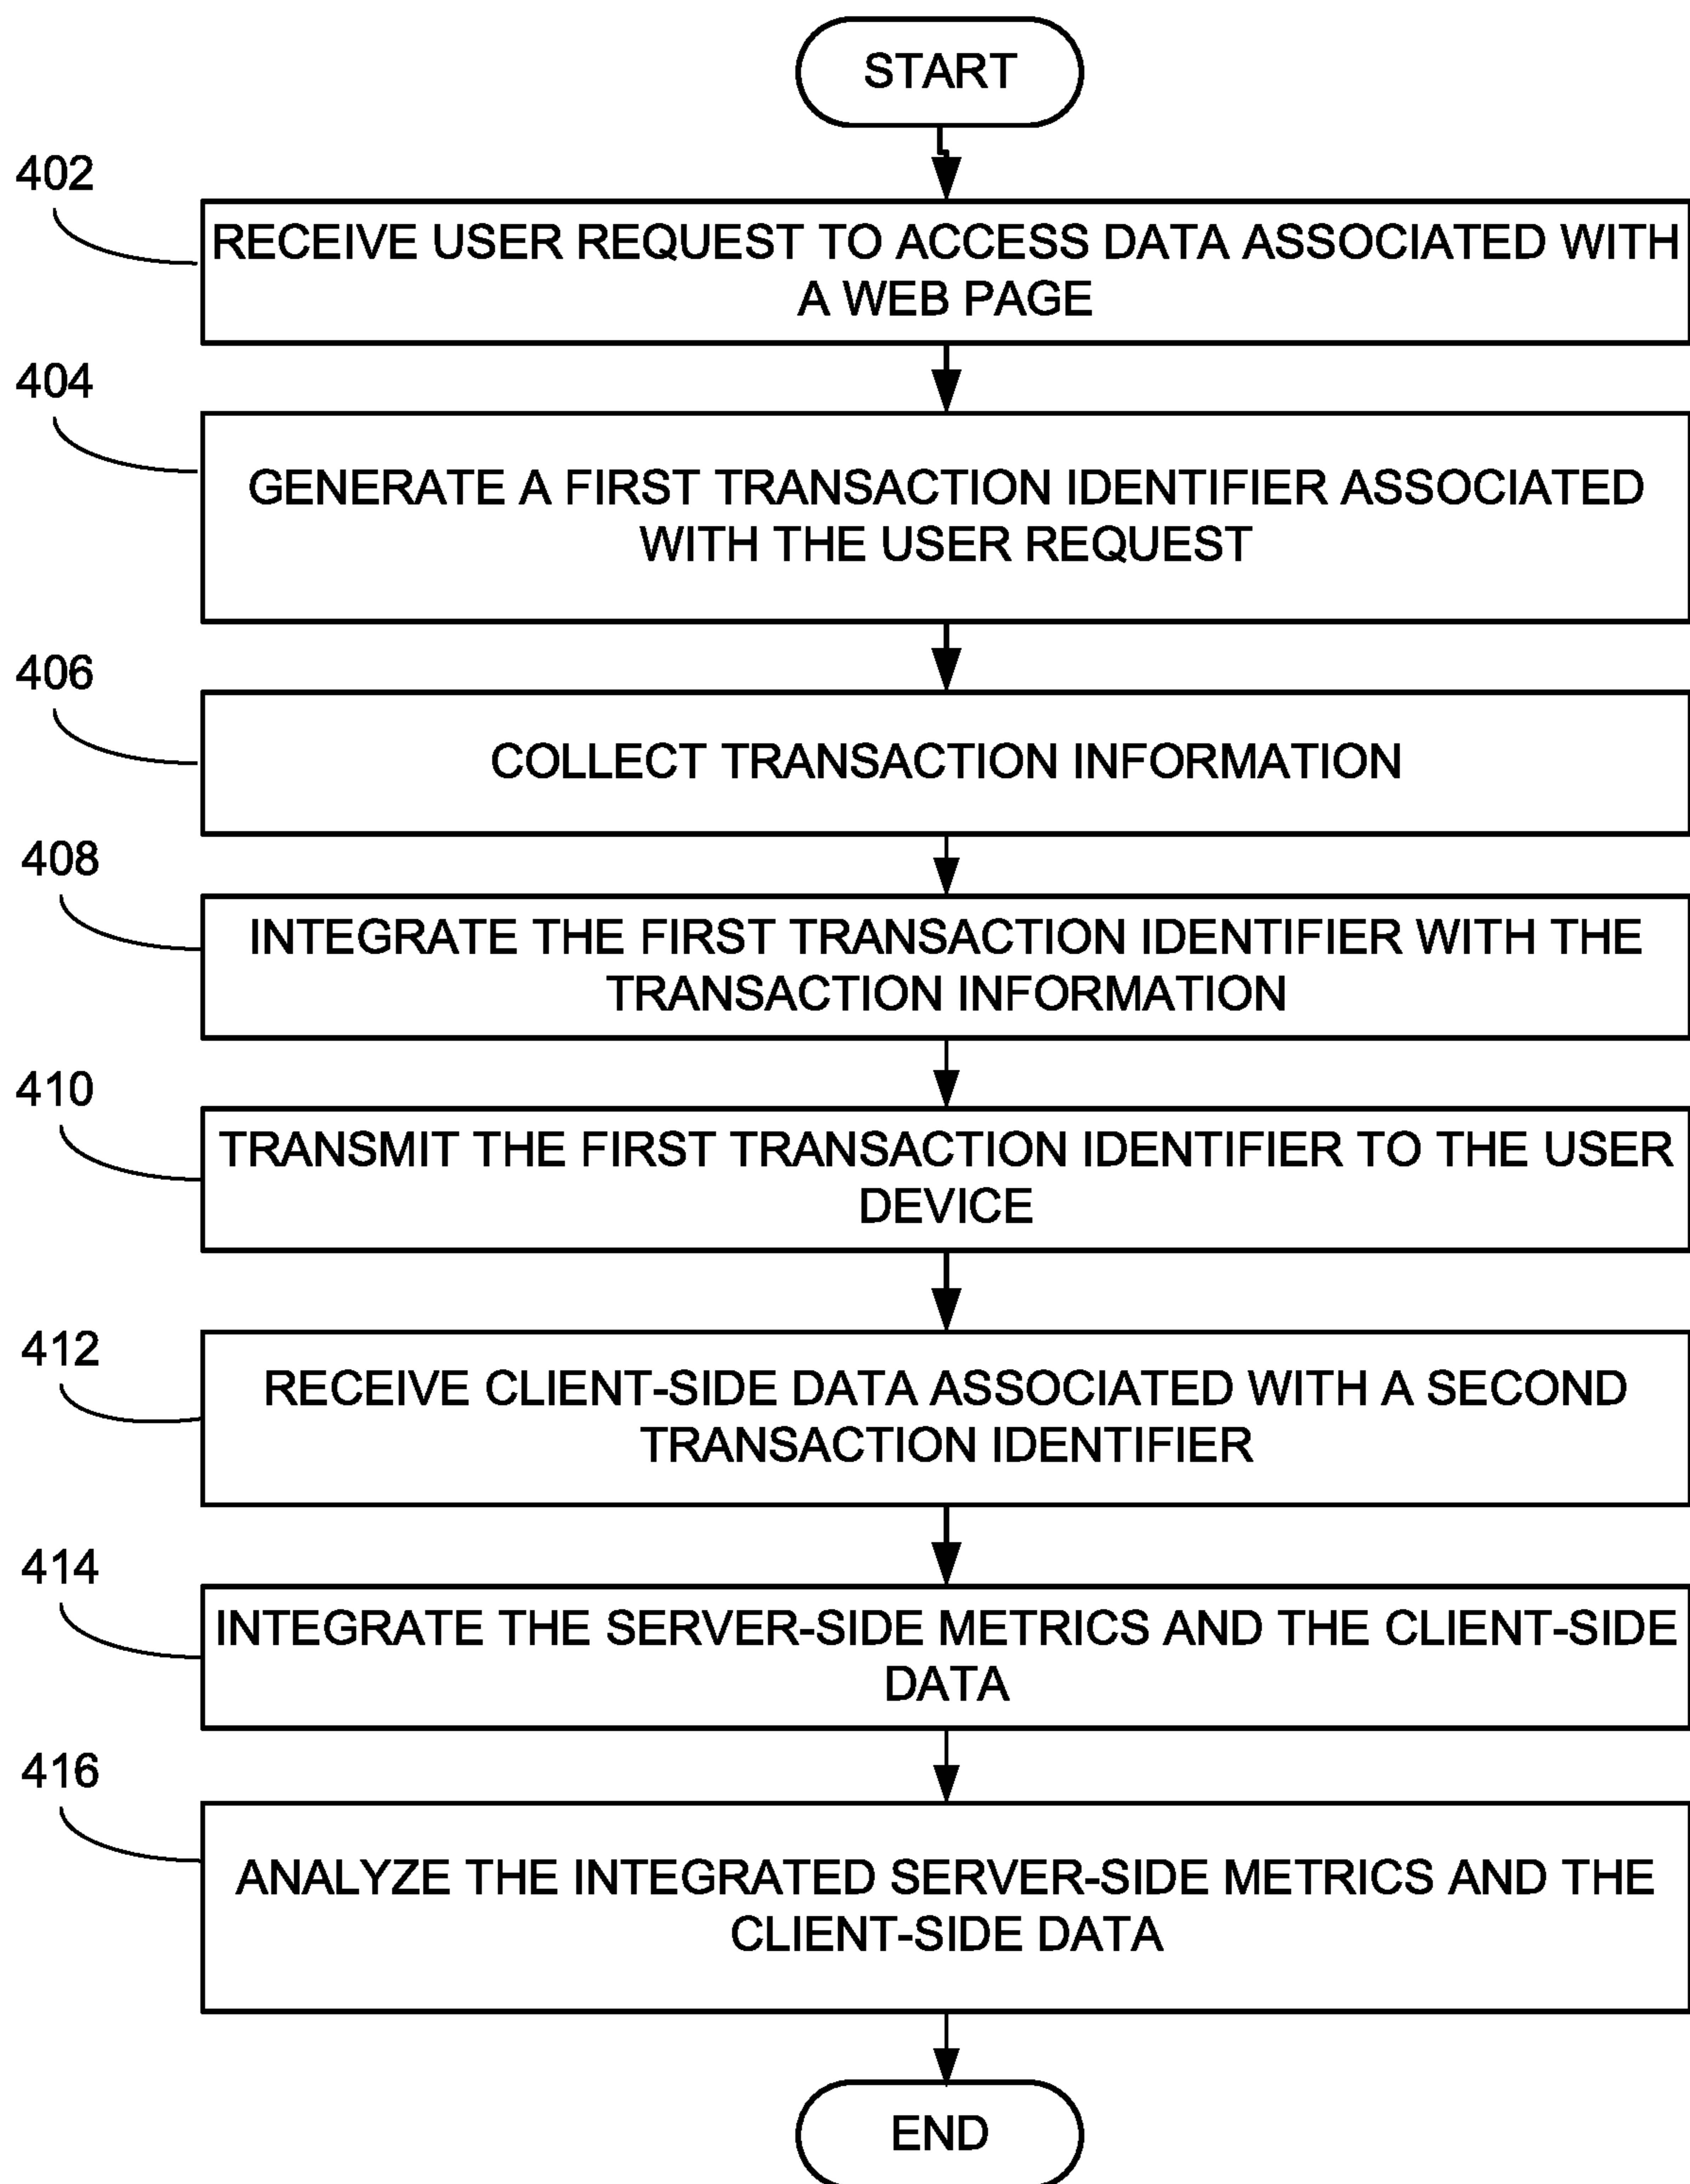 START
402
RECEIVE USER REQUEST TO ACCESS DATA ASSOCIATED WITH
A WEB PAGE
404
GENERATE A FIRST TRANSACTION IDENTIFIER ASSOCIATED
WITH THE USER REQUEST
406
COLLECT TRANSACTION INFORMATION
408
INTEGRATE THE FIRST TRANSACTION IDENTIFIER WITH THE
TRANSACTION INFORMATION
410
TRANSMIT THE FIRST TRANSACTION IDENTIFIER TO THE USER
DEVICE
412
RECEIVE CLIENT-SIDE DATA ASSOCIATED WITH A SECOND
TRANSACTION IDENTIFIER
414
INTEGRATE THE SERVER-SIDE METRICS AND THE CLIENT-SIDE
DATA
416
ANALYZE THE INTEGRATED SERVER-SIDE METRICS AND THE
CLIENT-SIDE DATA
END